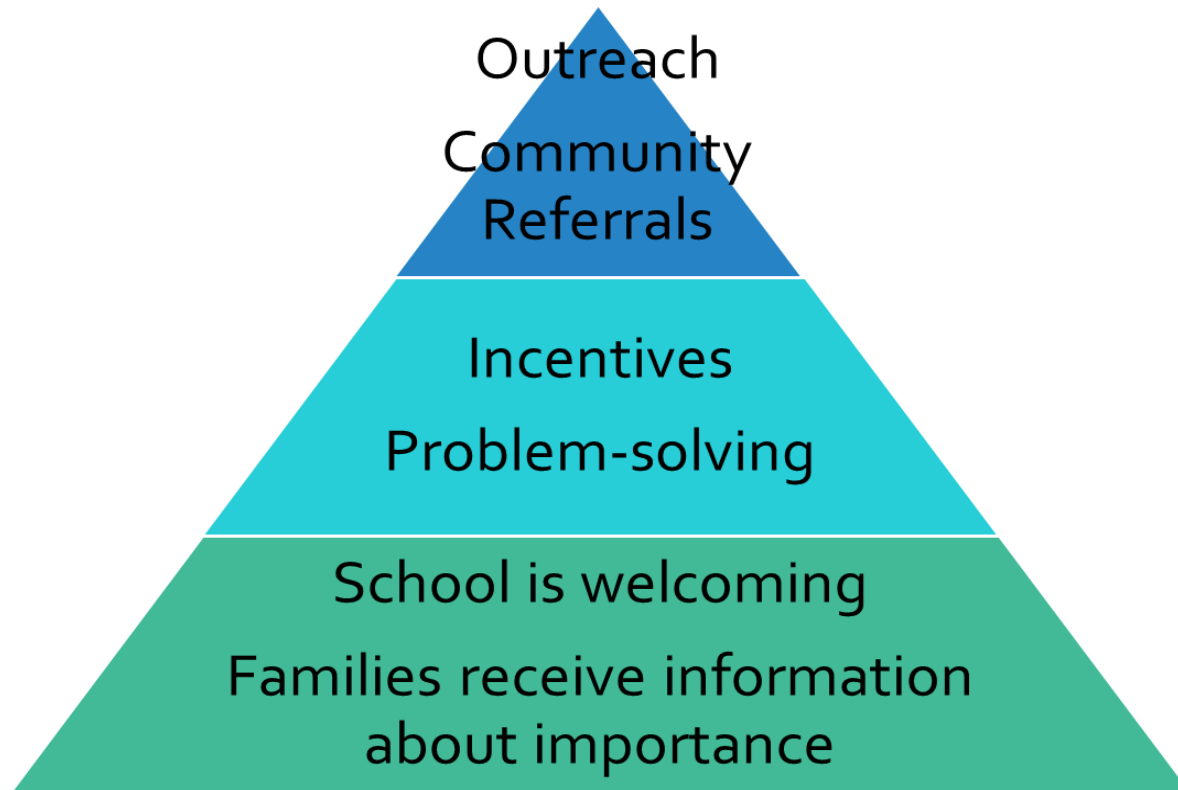 Outreach
Community
Referrals
Incentives
Problem-solving
School is welcoming
Families receive information
about importance